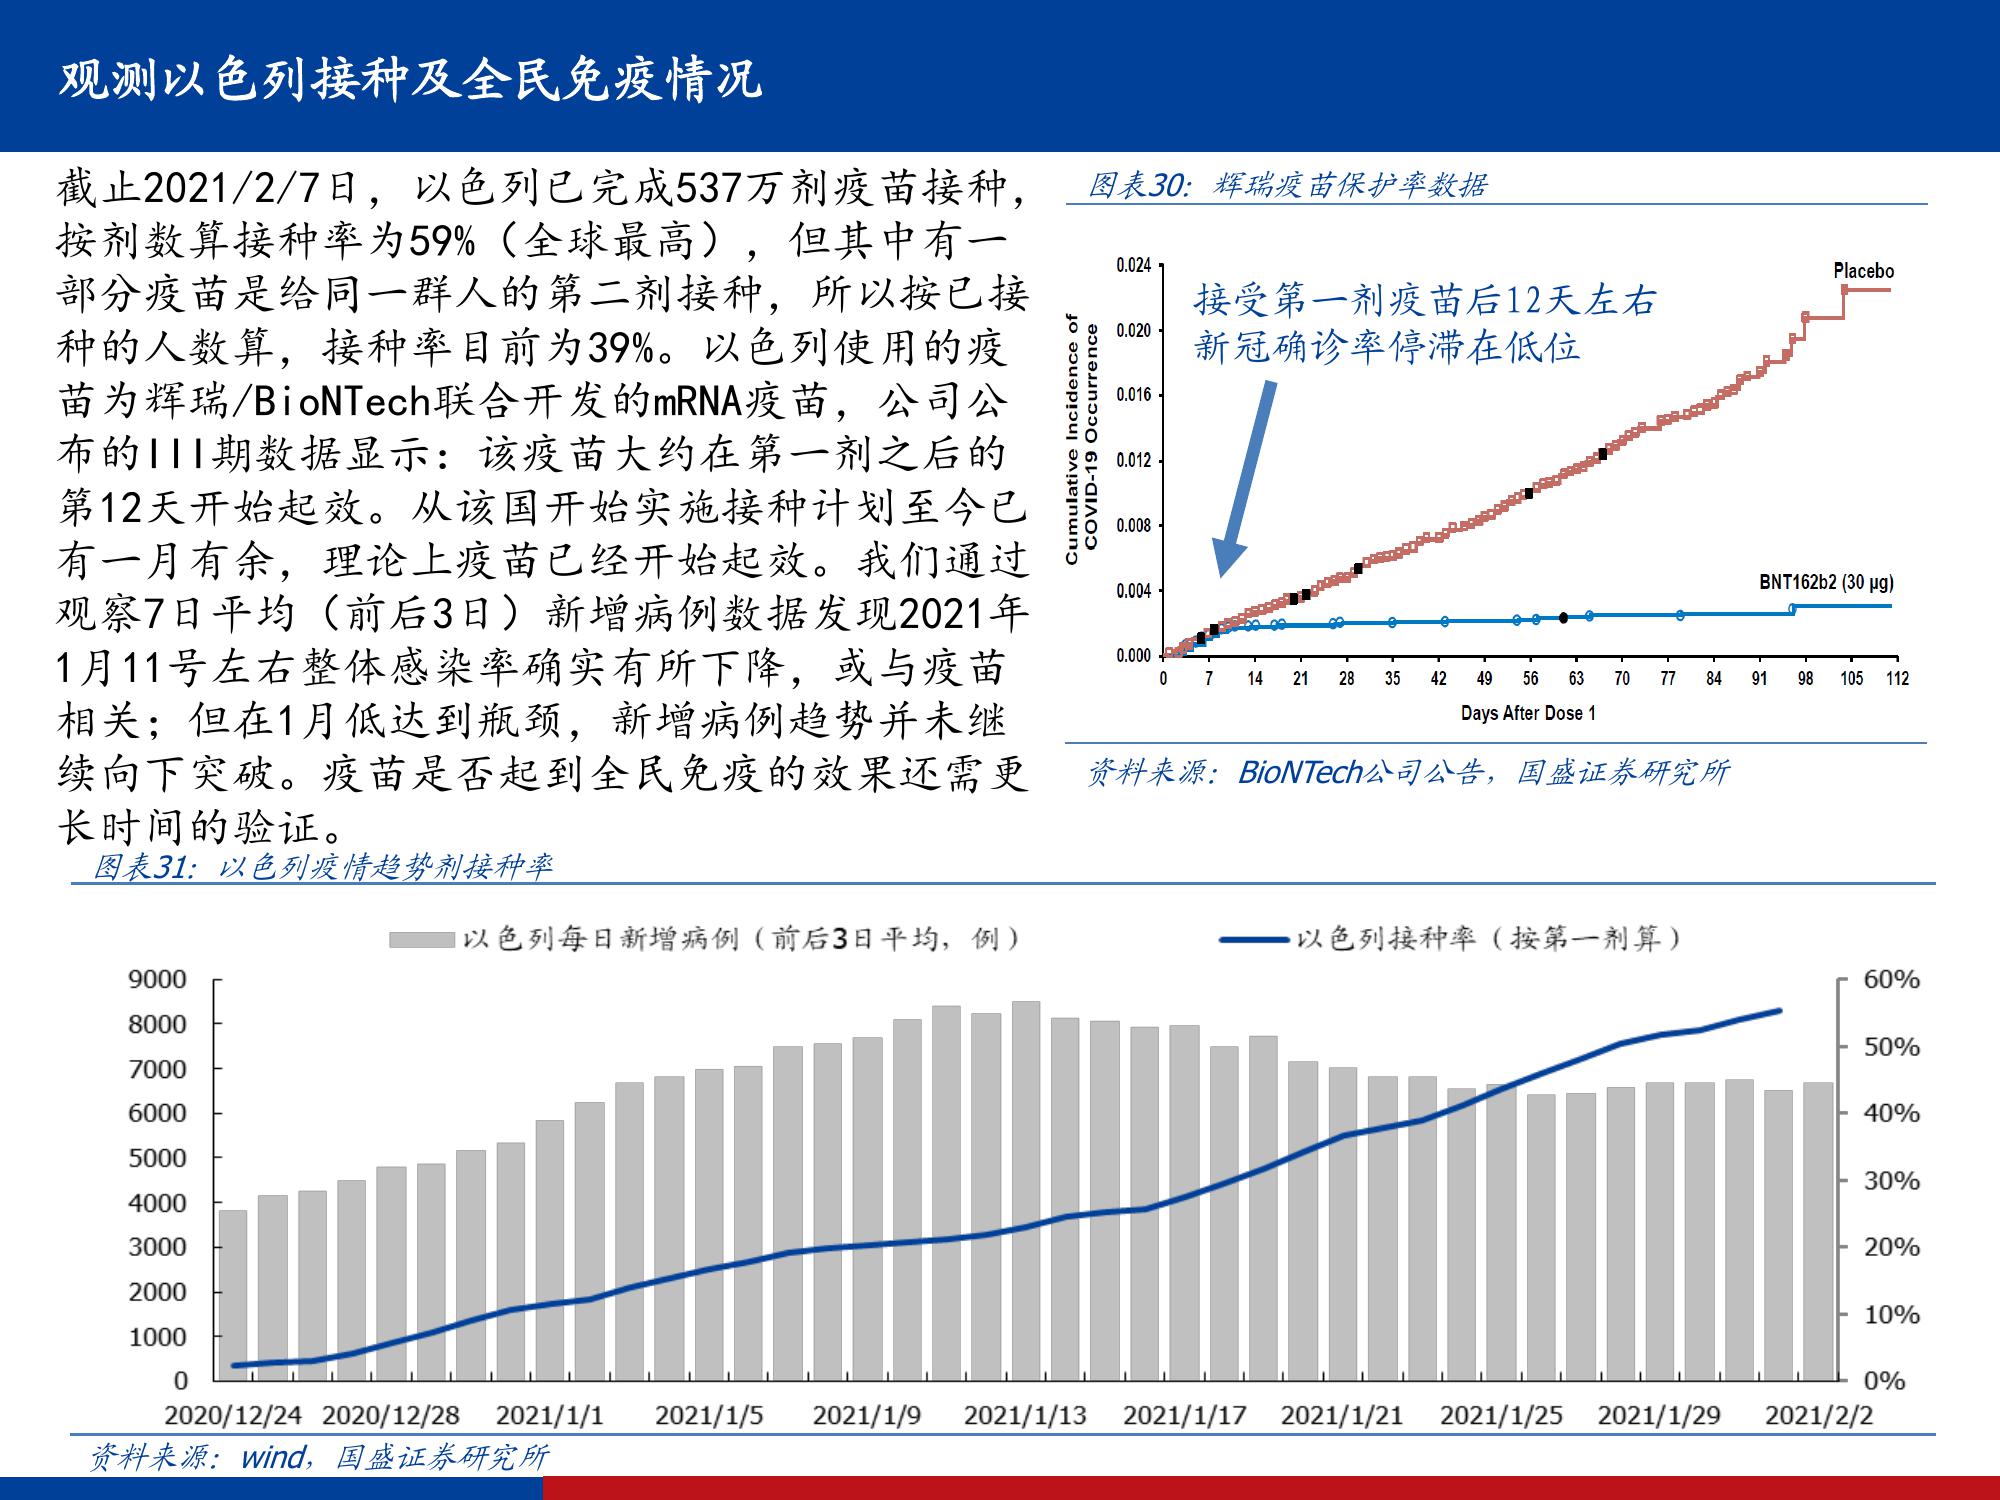 观测以色列接种及全民免疫情况
截止2021/2/7日，以色列已完成537万剂疫苗接种，
按剂数算接种率为59%（全球最高），但其中有一
部分疫苗是给同一群人的第二剂接种，所以按已接
种的人数算，接种率目前为39%。以色列使用的疫
苗为辉瑞/BioNTech联合开发的mRNA疫苗，公司公
布的III期数据显示：该疫苗大约在第一剂之后的
第12天开始起效。从该国开始实施接种计划至今已
有一月有余，理论上疫苗已经开始起效。我们通过
观察7日平均（前后3日）新增病例数据发现2021年
1月11号左右整体感染率确实有所下降，或与疫苗
相关；但在1月低达到瓶颈，新增病例趋势并未继
续向下突破。疫苗是否起到全民免疫的效果还需更
长时间的验证。
图表30：辉瑞疫苗保护率数据
Cumulative Incidence of
COVID-19 Occurrence
0.024
0.020
0.016
0.012
0.008
0.004
0.000
接受第一剂疫苗后12天左右
新冠确诊率停滞在低位
Placebo
BNT162b2 (30 μg)
0 7 14 21 28 35 42 49 56 63 70 77 84 91 98 105 112
Days After Dose 1
资料来源：BioNTech公司公告，国盛证券研究所
图表31：以色列疫情趋势剂接种率
以色列每日新增病例（前后3日平均，例） 以色列接种率（按第一剂算）
9000
8000
7000
6000
5000
4000
3000
2000
1000
0
60%
50%
40%
30%
20%
10%
0%
2020/12/24 2020/12/28 2021/1/1 2021/1/5 2021/1/9 2021/1/13 2021/1/17 2021/1/21 2021/1/25 2021/1/29 2021/2/2
资料来源：wind，国盛证券研究所